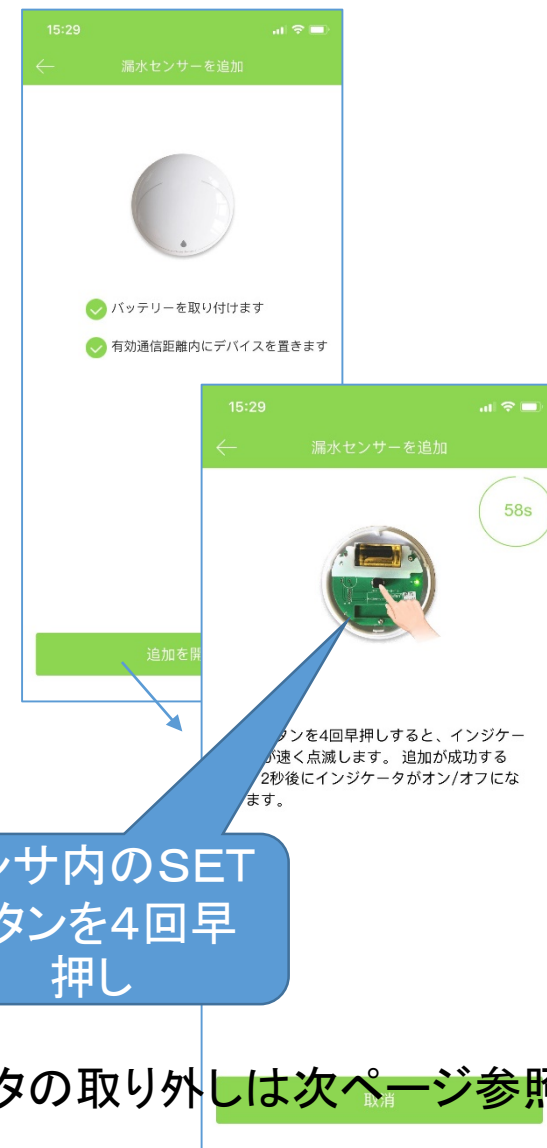 15:29
漏水センサーを追加
バッテリーを取り付けます
有効通信距離内にデバイスを置きます
追加を開
15:29
漏水センサーを追加
58s
タンを4回早押しすると、インジケー
が速く点滅します。 追加が成功する
2秒後にインジケータがオン/オフにな
ます。
ンサ内のSET
タンを4回早
押し
取消
タの取り外しは次ページ参照